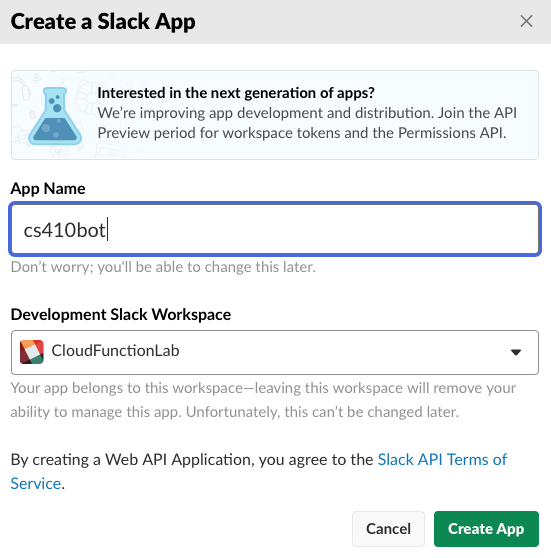 Create a Slack App
Interested in the next generation of apps?
We're improving app development and distribution. Join the API
Preview period for workspace tokens and the Permissions API.
App Name
cs410bot
Don't worry; you'll be able to change this later.
Development Slack Workspace
CloudFunctionLab
Your app belongs to this workspace—leaving this workspace will remove your
ability to manage this app. Unfortunately, this can't be changed later.
By creating a Web API Application, you agree to the Slack API Terms of
Service.
Cancel
Create App